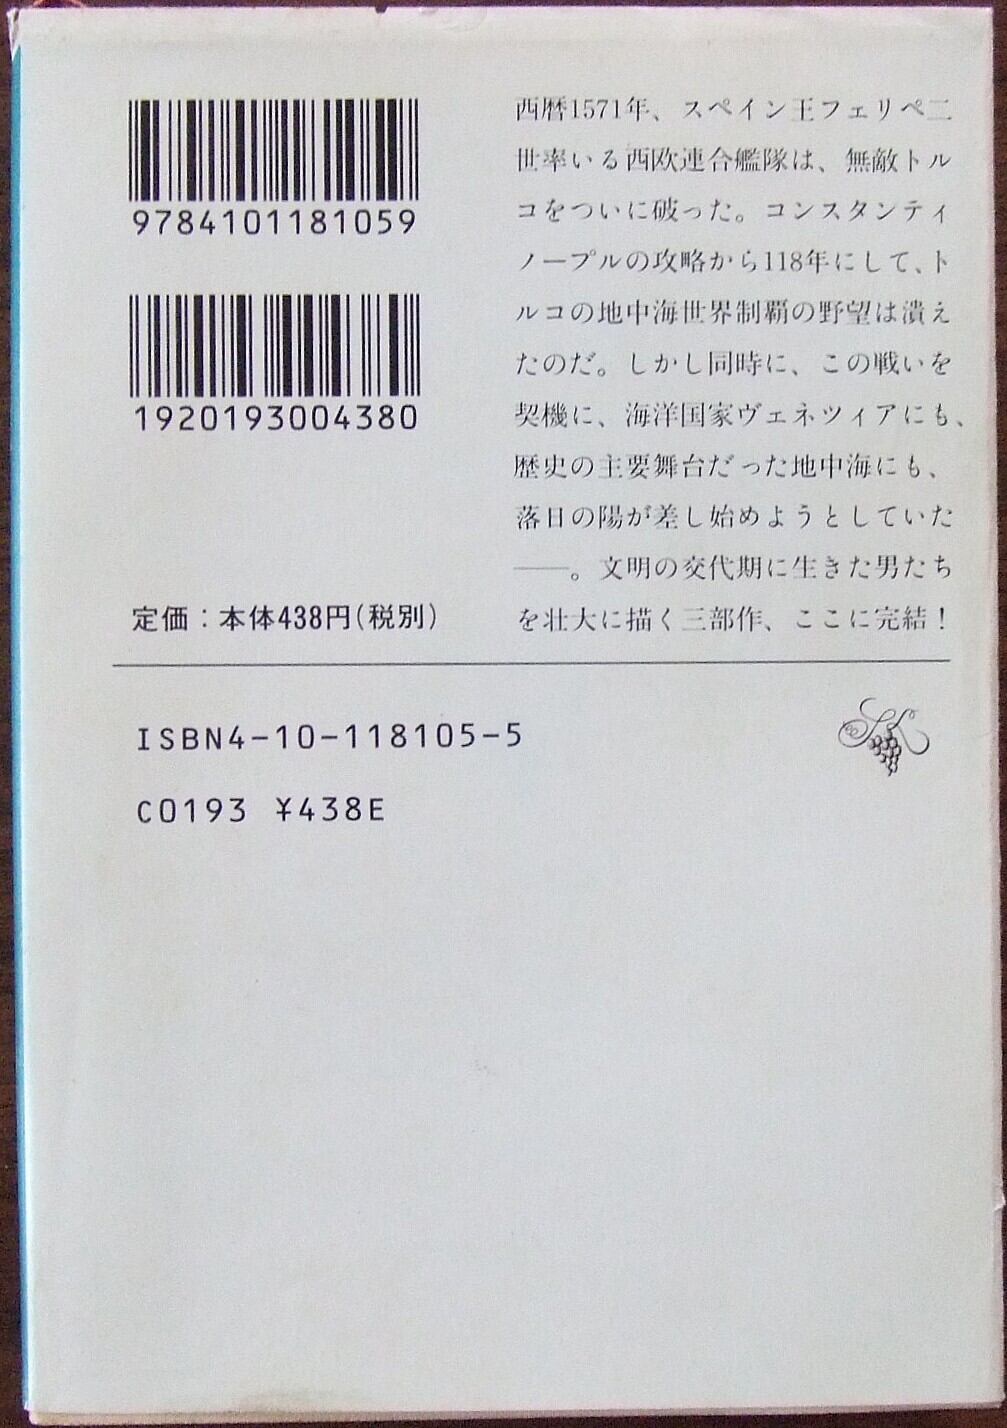 9784101181059
1920193004380
定価：本体438円(税別)
西暦1571年、スペイン王フェリペ二
世率いる西欧連合艦隊は、無敵トル
コをついに破った。コンスタンティ
ノープルの攻略から118年にして、ト
ルコの地中海世界制覇の野望は潰え
たのだ。しかし同時に、この戦いを
契機に、海洋国家ヴェネツィアにも、
歴史の主要舞台だった地中海にも、
落日の陽が差し始めようとしていた
――。文明の交代期に生きた男たち
を壮大に描く三部作、ここに完結！
ISBN4-10-118105-5
C0193 ¥438E